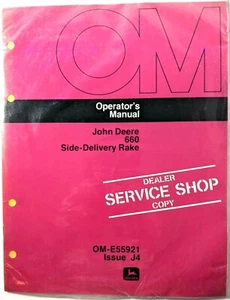 OM
Operator's
Manual
John Deere
660
Side-Delivery Rake
DEALER
SERVICE SHOP
COPY
OM-E55921
Issue J4